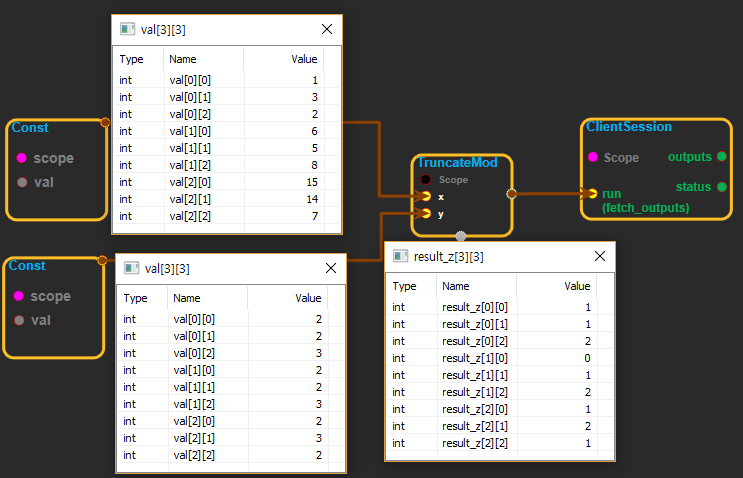 val[3][3]
Type Name Value
int val[0][0] 1
int val[0][1] 3
int val[0][2] 2
int val[1][0] 6
int val[1][1] 5
int val[1][2] 8
int val[2][0] 15
int val[2][1] 14
int val[2][2] 7
Const
scope
val
TruncateMod
Scope
x
y
ClientSession
Scope outputs
status
run
(fetch_outputs)
Const
scope
val
val[3][3]
Type Name Value
int val[0][0] 2
int val[0][1] 2
int val[0][2] 3
int val[1][0] 2
int val[1][1] 2
int val[1][2] 3
int val[2][0] 2
int val[2][1] 3
int val[2][2] 2
result_z[3][3]
Type Name Value
int result_z[0][0] 1
int result_z[0][1] 1
int result_z[0][2] 2
int result_z[1][0] 0
int result_z[1][1] 1
int result_z[1][2] 2
int result_z[2][0] 1
int result_z[2][1] 2
int result_z[2][2] 1